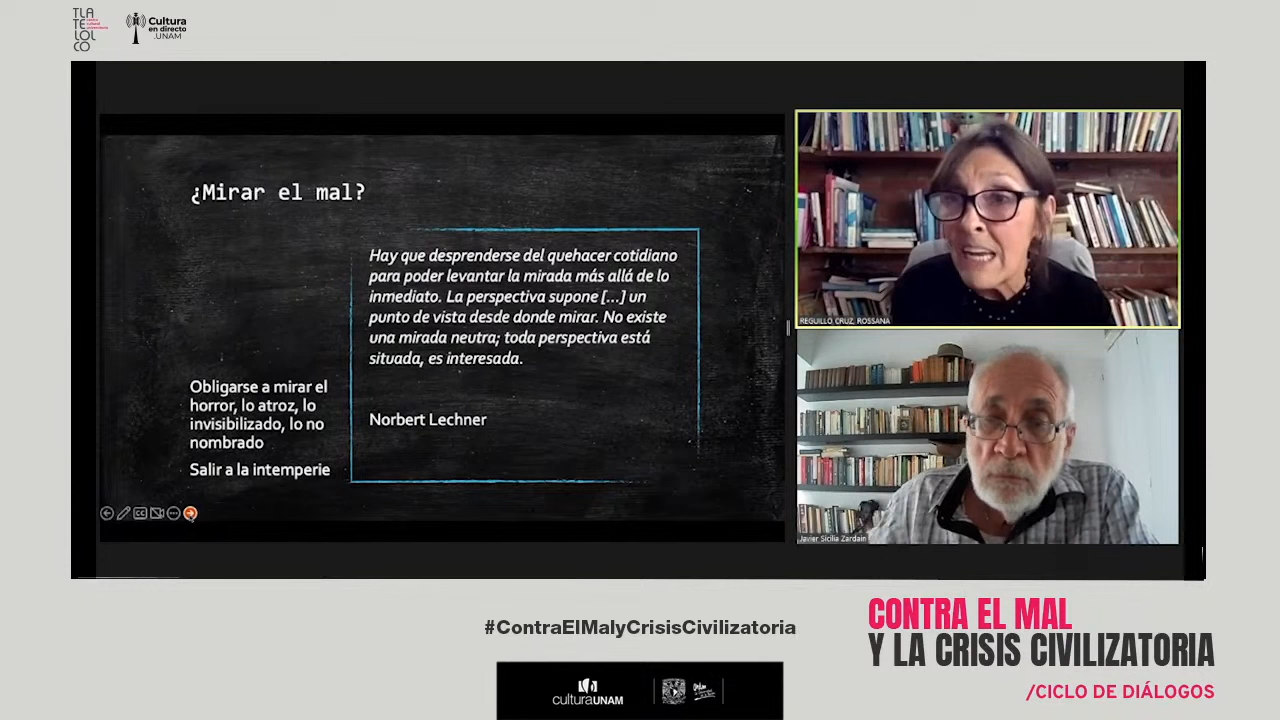 TLA
TE
LOL
CO
Cultura
en directo
.UNAM
¿Mirar el mal?
Hay que desprenderse del quehacer cotidiano
para poder levantar la mirada más allá de lo
inmediato. La perspectiva supone [...] un
punto de vista desde donde mirar. No existe
una mirada neutra; toda perspectiva está
situada, es interesada.
Norbert Lechner
Obligarse a mirar el
horror, lo atroz, lo
invisibilizado, lo no
nombrado
Salir a la intemperie
CC
REGUILLO CRUZ, ROSSANA
Javier Sicilia Zardain
#ContraElMalyCrisisCivilizatoria
CONTRA EL MAL
Y LA CRISIS CIVILIZATORIA
/CICLO DE DIÁLOGOS
culturaUNAM